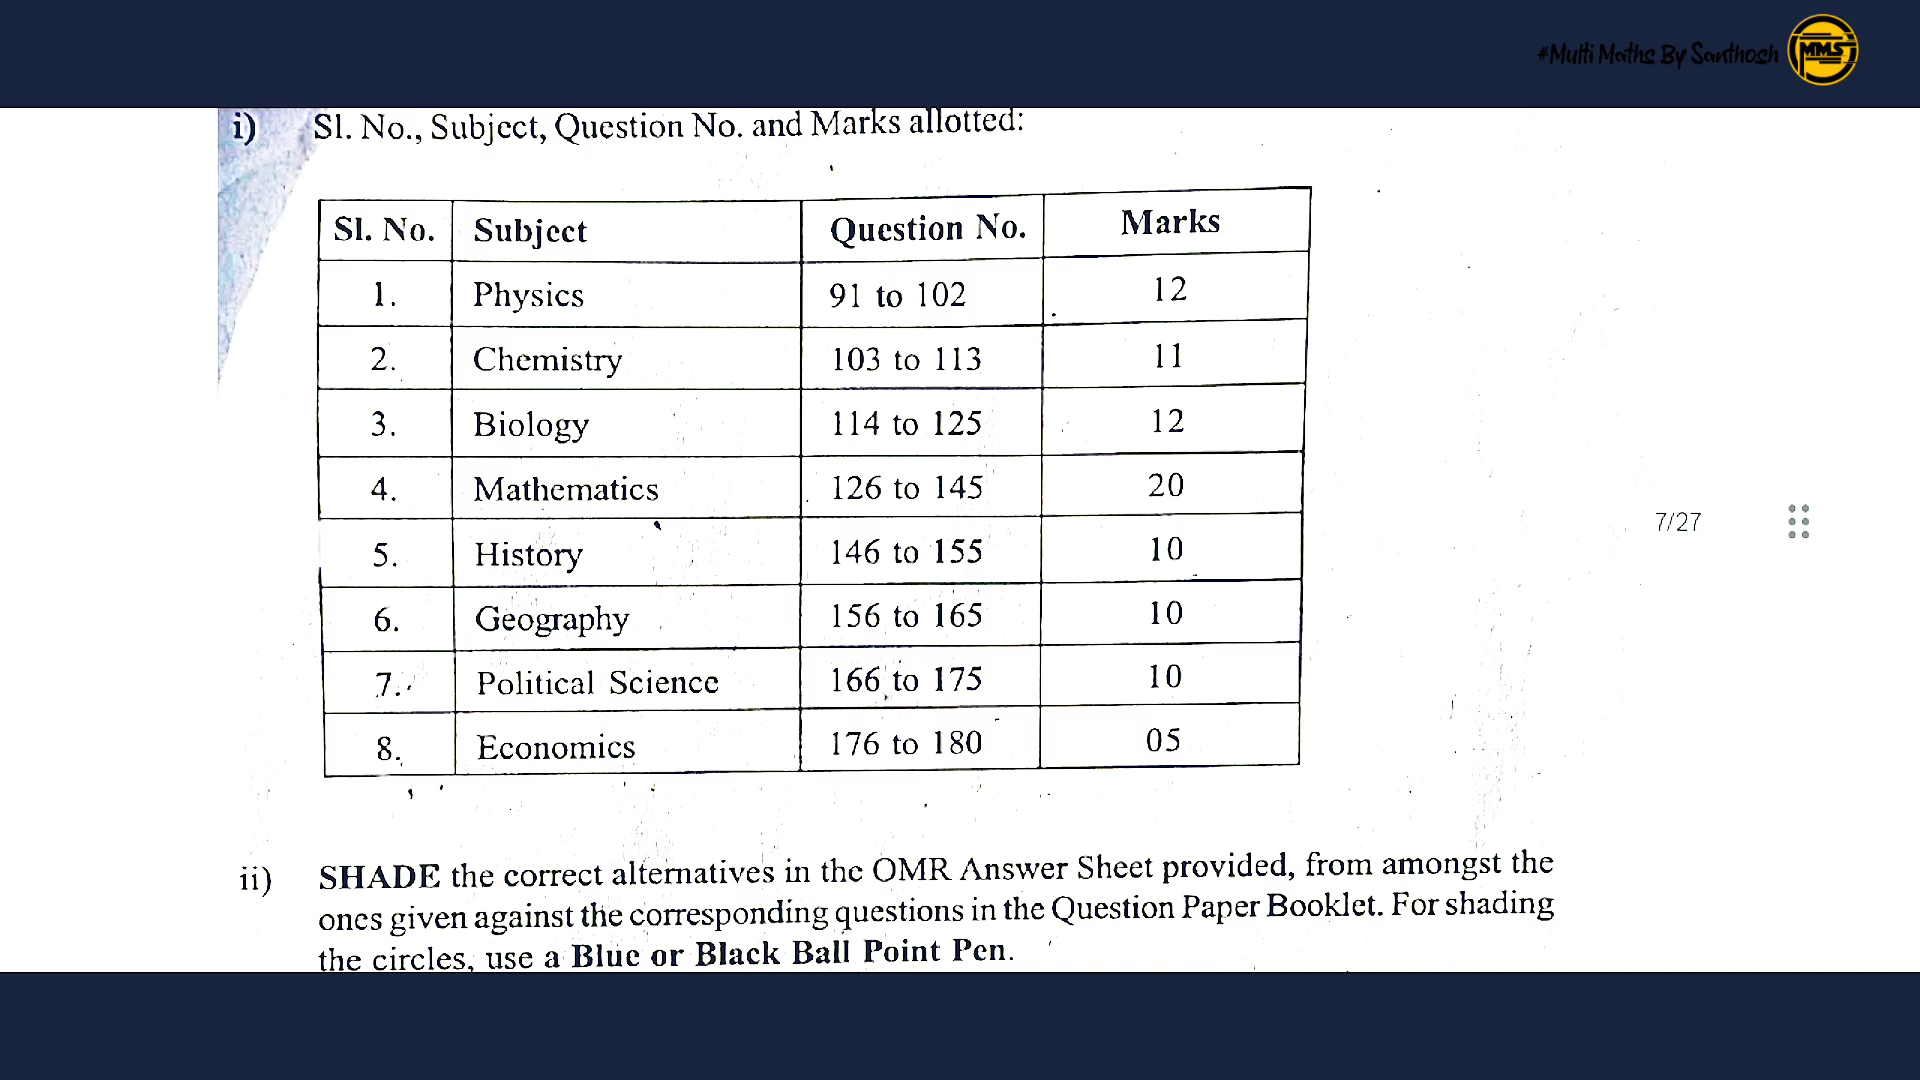 #Multi Maths By Santhosh
MMS
i) Sl. No., Subject, Question No. and Marks allotted:
Sl. No. Subject Question No. Marks
1. Physics 91 to 102 12
2. Chemistry 103 to 113 11
3. Biology 114 to 125 12
4. Mathematics 126 to 145 20
5. History 146 to 155 10
7/27
6. Geography 156 to 165 10
7. Political Science 166 to 175 10
8. Economics 176 to 180 05
ii) SHADE the correct alternatives in the OMR Answer Sheet provided, from amongst the
ones given against the corresponding questions in the Question Paper Booklet. For shading
the circles, use a Blue or Black Ball Point Pen.